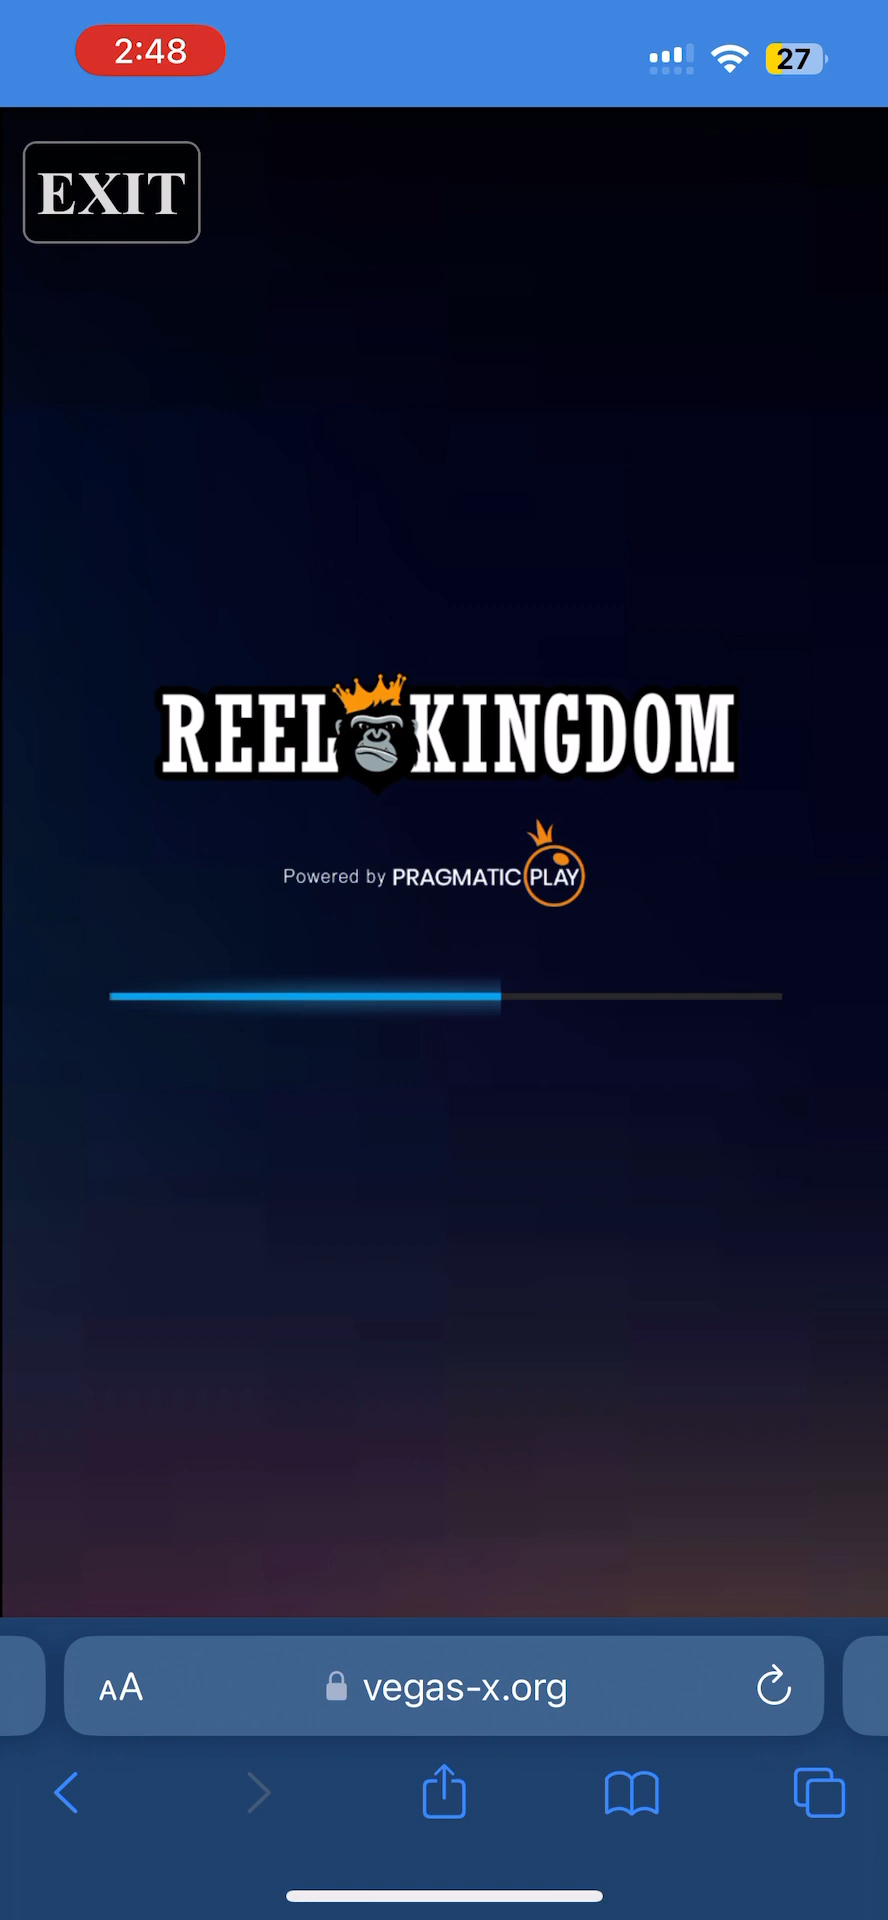 2:48
27
EXIT
REEL KINGDOM
Powered by PRAGMATIC PLAY
AA
vegas-x.org